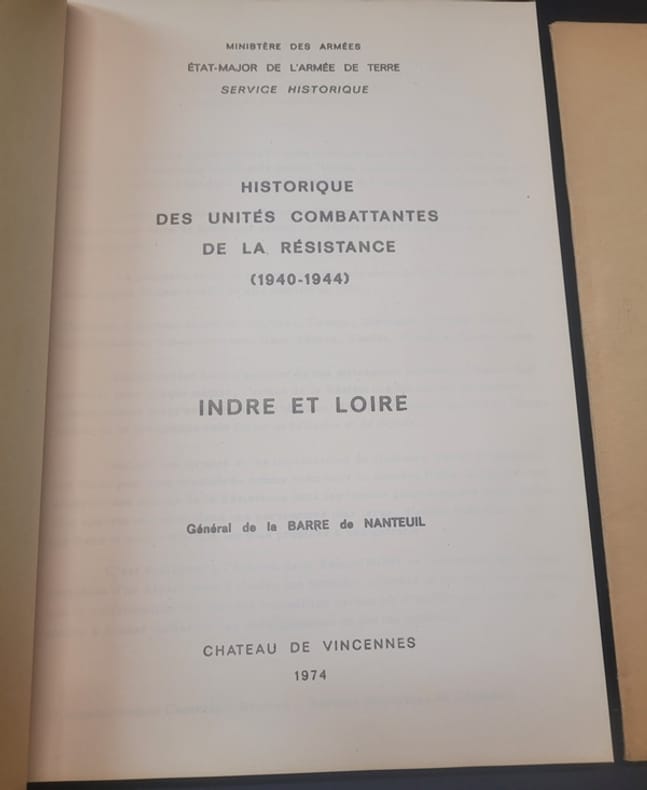 MINISTÈRE DES ARMÉES
ÉTAT-MAJOR DE L'ARMÉE DE TERRE
SERVICE HISTORIQUE
HISTORIQUE
DES UNITÉS COMBATTANTES
DE LA RÉSISTANCE
(1940-1944)
INDRE ET LOIRE
Général de la BARRE de NANTEUIL
CHATEAU DE VINCENNES
1974